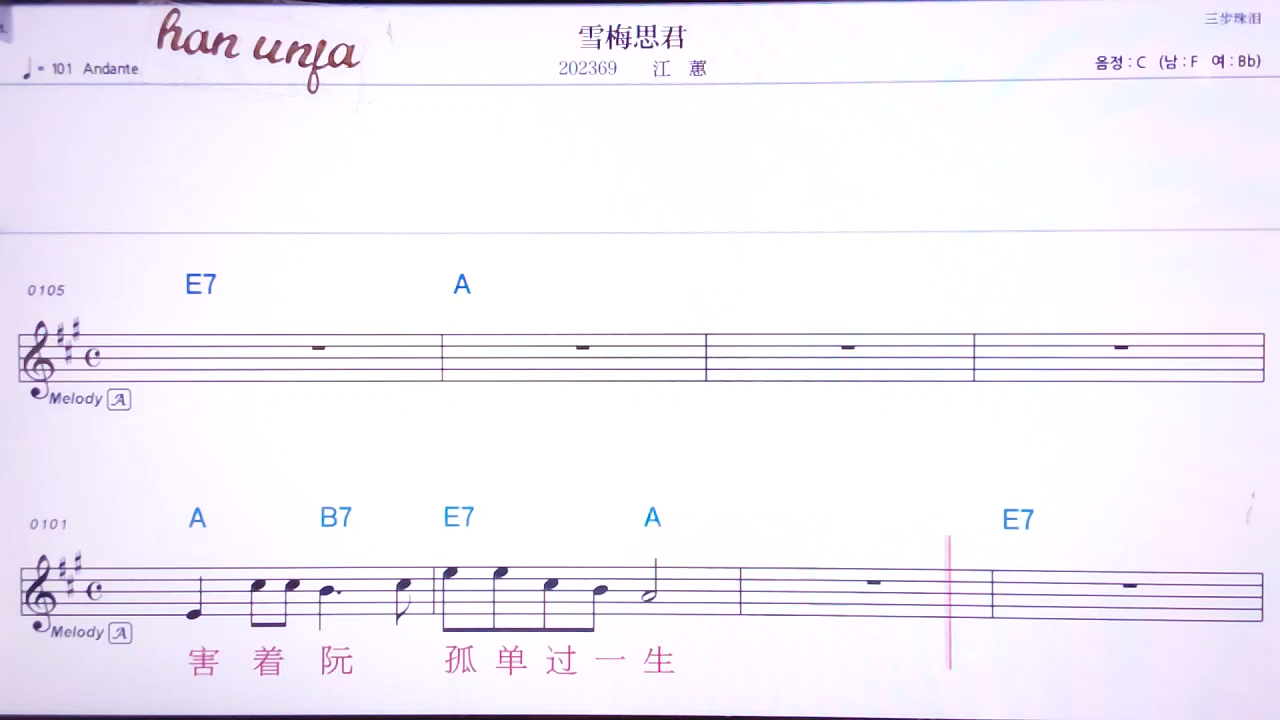 han unfa
雪梅思君
三步珠泪
♩= 101 Andante
202369 江 蕙
음정 : C (남 : F 여 : Bb)
E7 A
0105
Melody A
A B7 E7 A E7
0101
Melody A
害 着 阮 孤 单 过 一 生